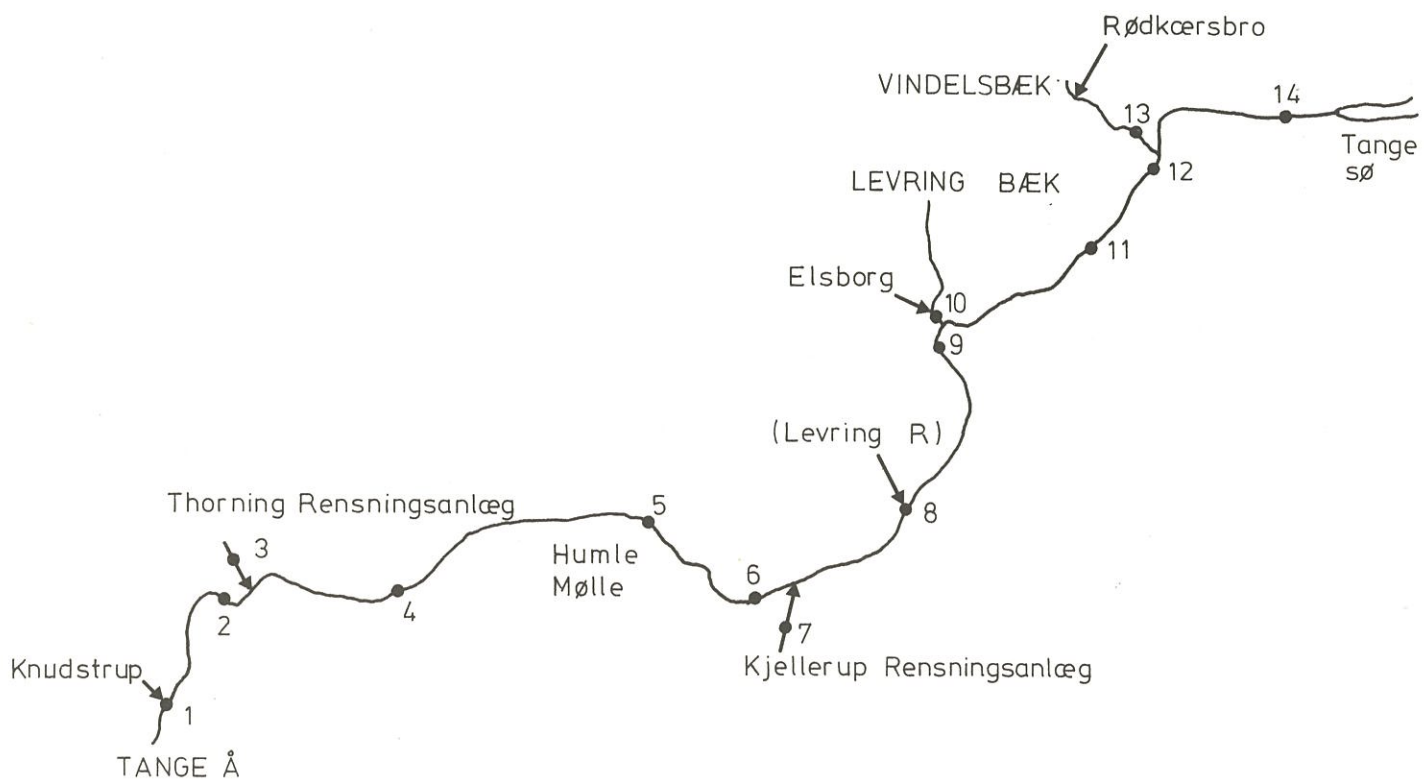 Rødkærsbro
VINDELSBÆK
13
14
Tange
sø
12
LEVRING BÆK
11
Elsborg
10
9
(Levring R)
8
Thorning Rensningsanlæg
3
5
Humle
Mølle
6
4
2
7
Kjellerup Rensningsanlæg
Knudstrup
1
TANGE Å